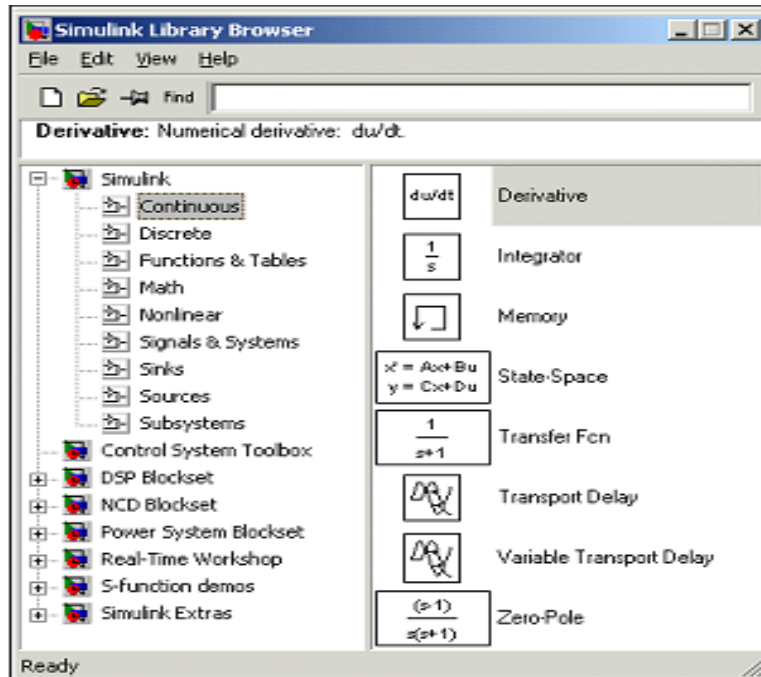 Simulink Library Browser
File Edit View Help
Find
Derivative: Numerical derivative: du/dt.
Simulink
Continuous
Discrete
Functions & Tables
Math
Nonlinear
Signals & Systems
Sinks
Sources
Subsystems
Control System Toolbox
DSP Blockset
NCD Blockset
Power System Blockset
Real-Time Workshop
S-function demos
Simulink Extras
du/dt Derivative
1
s
Integrator
Memory
x' = Ax+Bu
y = Cx+Du
State-Space
1
s+1
Transfer Fcn
Transport Delay
Variable Transport Delay
(s-1)
s(s+1)
Zero-Pole
Ready